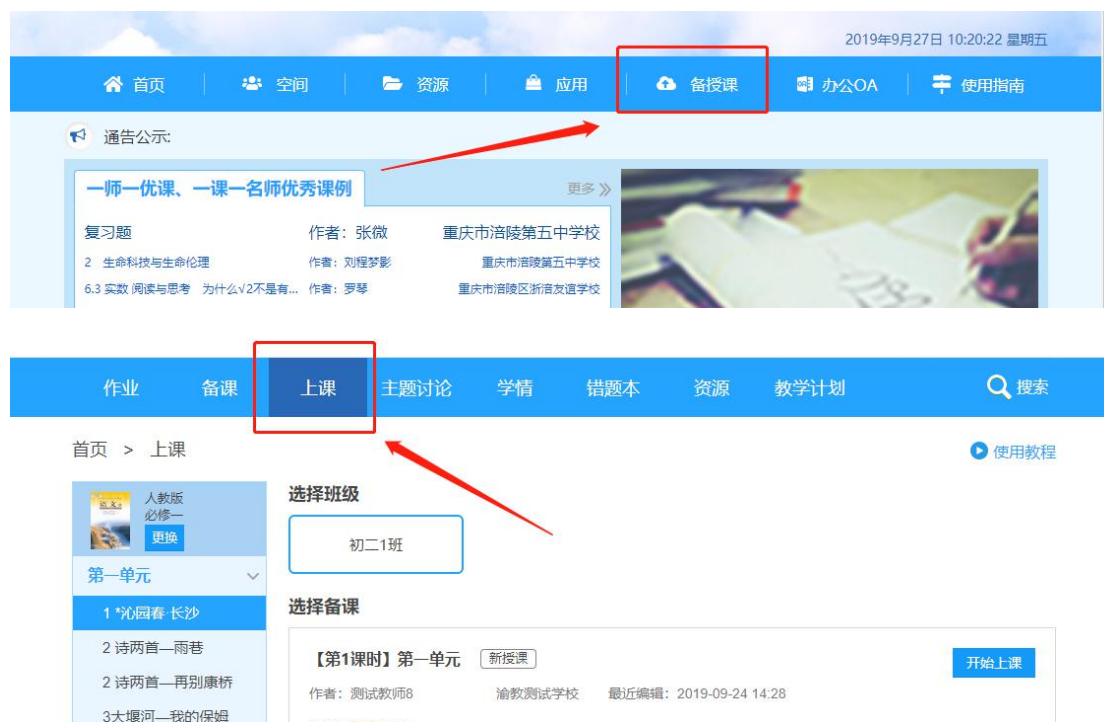 2019年9月27日 10:20:22 星期五
首页 空间 资源 应用 备授课 办公OA 使用指南
通告公示:
一师一优课、一课一名师优秀课例 更多
复习题 作者：张微 重庆市涪陵第五中学校
2 生命科技与生命伦理 作者：刘程梦影 重庆市涪陵第五中学校
6.3 实数 阅读与思考 为什么√2不是有... 作者：罗琴 重庆市涪陵区浙涪友谊学校
作业 备课 上课 主题讨论 学情 错题本 资源 教学计划 搜索
首页 > 上课 使用教程
语文
人教版
必修一
更换
第一单元
1 *沁园春·长沙
2 诗两首—雨巷
2 诗两首—再别康桥
3大堰河—我的保姆
选择班级
初二1班
选择备课
【第1课时】第一单元 新授课 开始上课
作者：测试教师8 渝教测试学校 最近编辑：2019-09-24 14:28